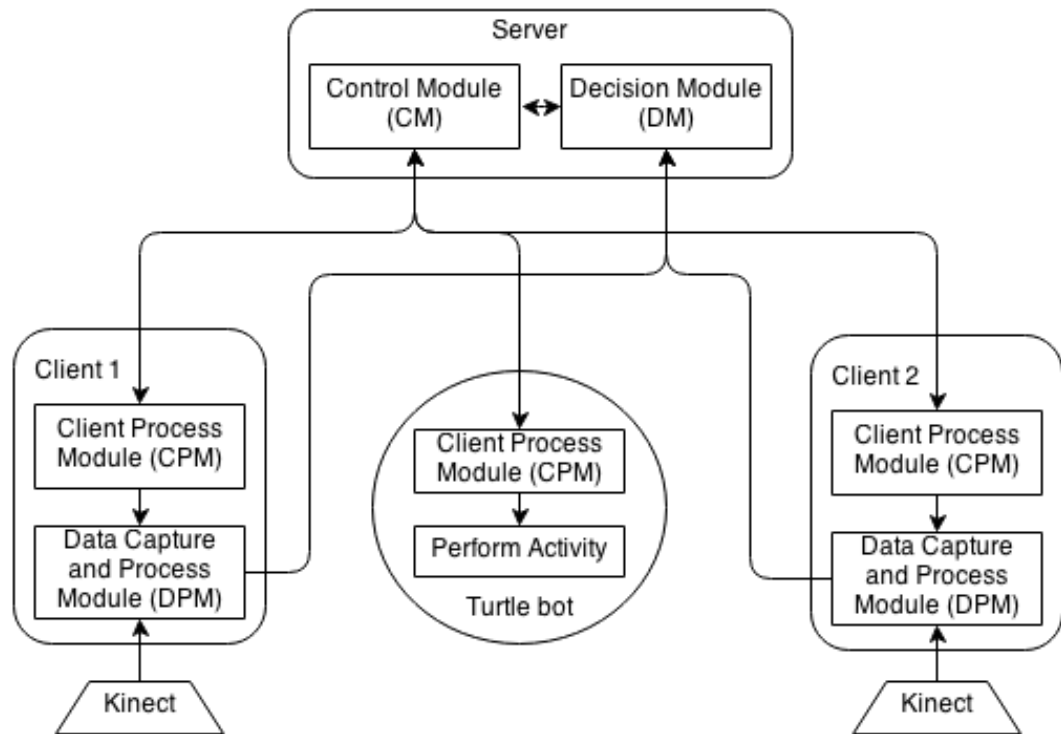 Server
Control Module
(CM)
Decision Module
(DM)
Client 1
Client Process
Module (CPM)
Data Capture
and Process
Module (DPM)
Kinect
Client Process
Module (CPM)
Perform Activity
Turtle bot
Client 2
Client Process
Module (CPM)
Data Capture
and Process
Module (DPM)
Kinect